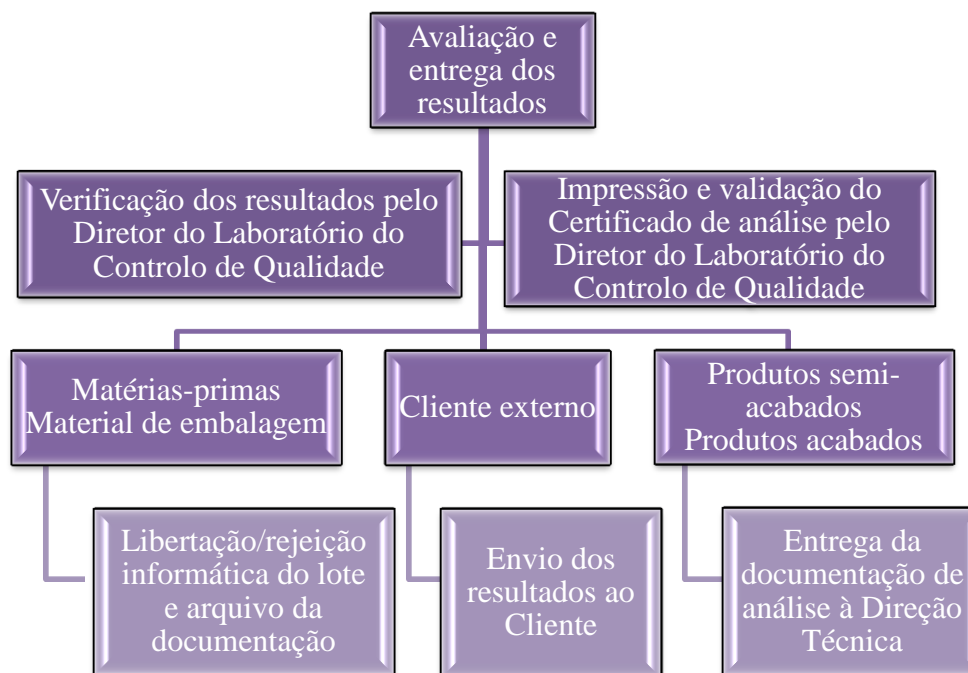 Avaliação e
entrega dos
resultados
Verificação dos resultados pelo
Diretor do Laboratório do
Controlo de Qualidade
Impressão e validação do
Certificado de análise pelo
Diretor do Laboratório do
Controlo de Qualidade
Matérias-primas
Material de embalagem
Cliente externo
Produtos semi-
acabados
Produtos acabados
Libertação/rejeição
informática do lote
e arquivo da
documentação
Envio dos
resultados ao
Cliente
Entrega da
documentação de
análise à Direção
Técnica